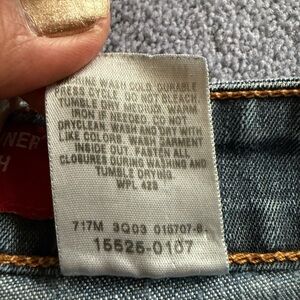 MACHINE WASH COLD, DURABLE
PRESS CYCLE DO NOT BLEACH
TUMBLE DRY MEDIUM WARM
IRON IF NEEDED DO NOT
DRYCLEAN. WASH AND DRY WITH
LIKE COLORS. WASH GARMENT
INSIDE OUT. FASTEN ALL
CLOSURES DURING WASHING AND
TUMBLE DRYING
WPL 423
717M 3Q03
15525-0107
NER
H